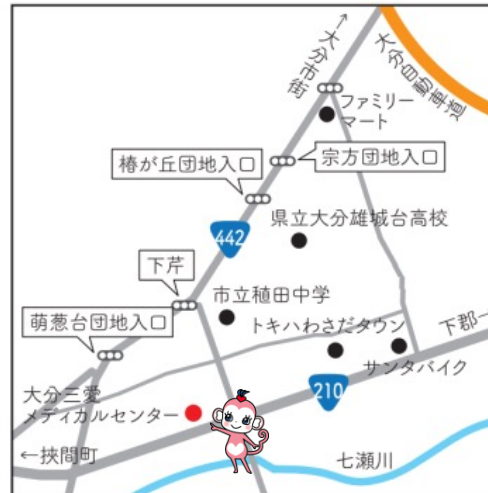 →大分市街
大分自動車道
ファミリー
マート
宗方団地入口
椿が丘団地入口
県立大分雄城台高校
442
下芹
市立稙田中学
萌葱台団地入口
トキハわさだタウン
下郡→
サンタバイク
大分三愛
メディカルセンター
210
←挾間町
七瀬川